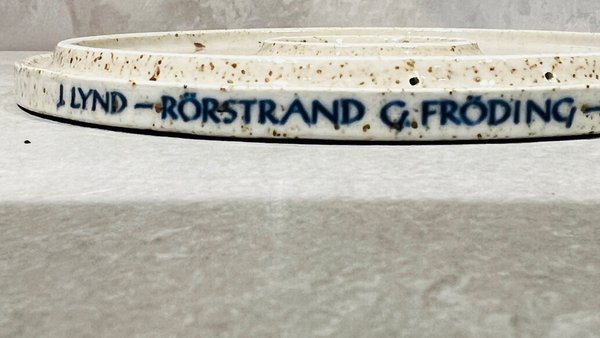 J. LYND – RÖRSTRAND G. FRÖDING –